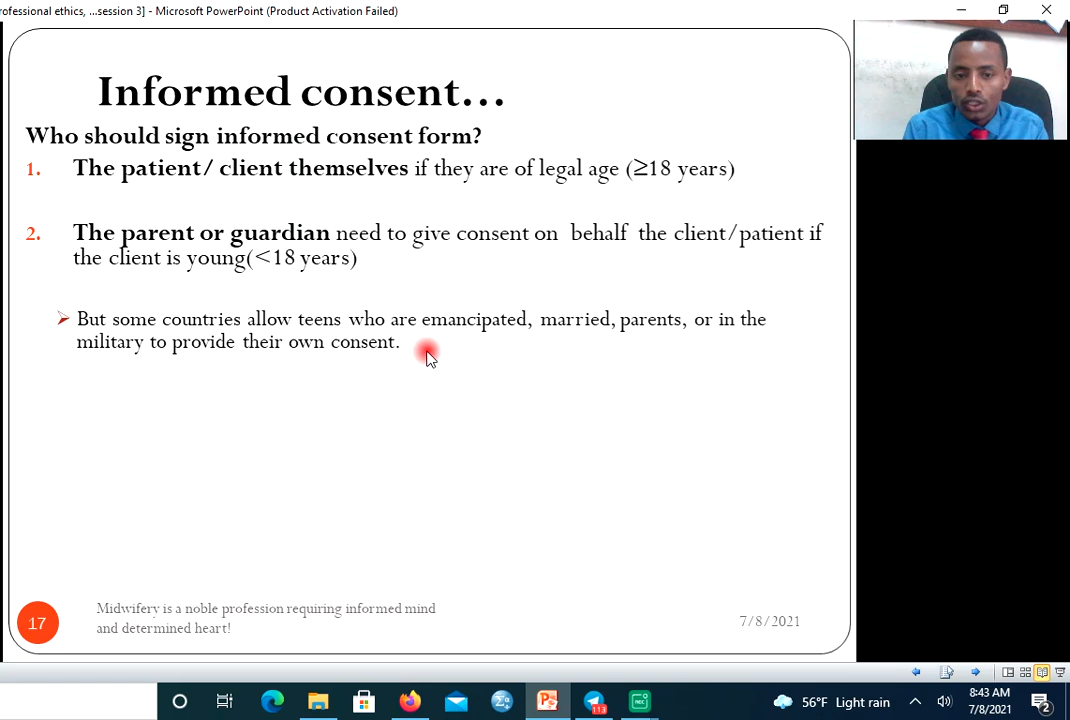 ofessional ethics, ...session 3] - Microsoft PowerPoint (Product Activation Failed)
Informed consent…
Who should sign informed consent form?
1. The patient/ client themselves if they are of legal age (≥18 years)
2. The parent or guardian need to give consent on behalf the client/patient if
the client is young(<18 years)
➢ But some countries allow teens who are emancipated, married, parents, or in the
military to provide their own consent.
17
Midwifery is a noble profession requiring informed mind
and determined heart!
7/8/2021
113
REC
56°F Light rain
8:43 AM
7/8/2021
2